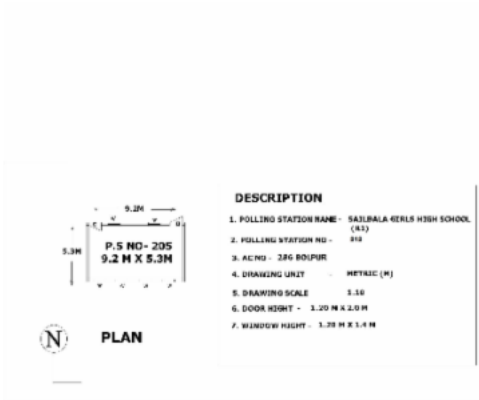 9.2M
5.3M
P.S NO- 205
9.2 M X 5.3M
N PLAN
DESCRIPTION
1. POLLING STATION NAME - SAILBALA GIRLS HIGH SCHOOL
2. POLLING STATION NO -
3. AC NO - 286 BOLPUR
4. DRAWING UNIT - METRIC (M)
5. DRAWING SCALE
6. DOOR HIGHT - 1.20 M X 2.0 M
7. WINDOW HIGHT - 1.20 M X 1.4 M